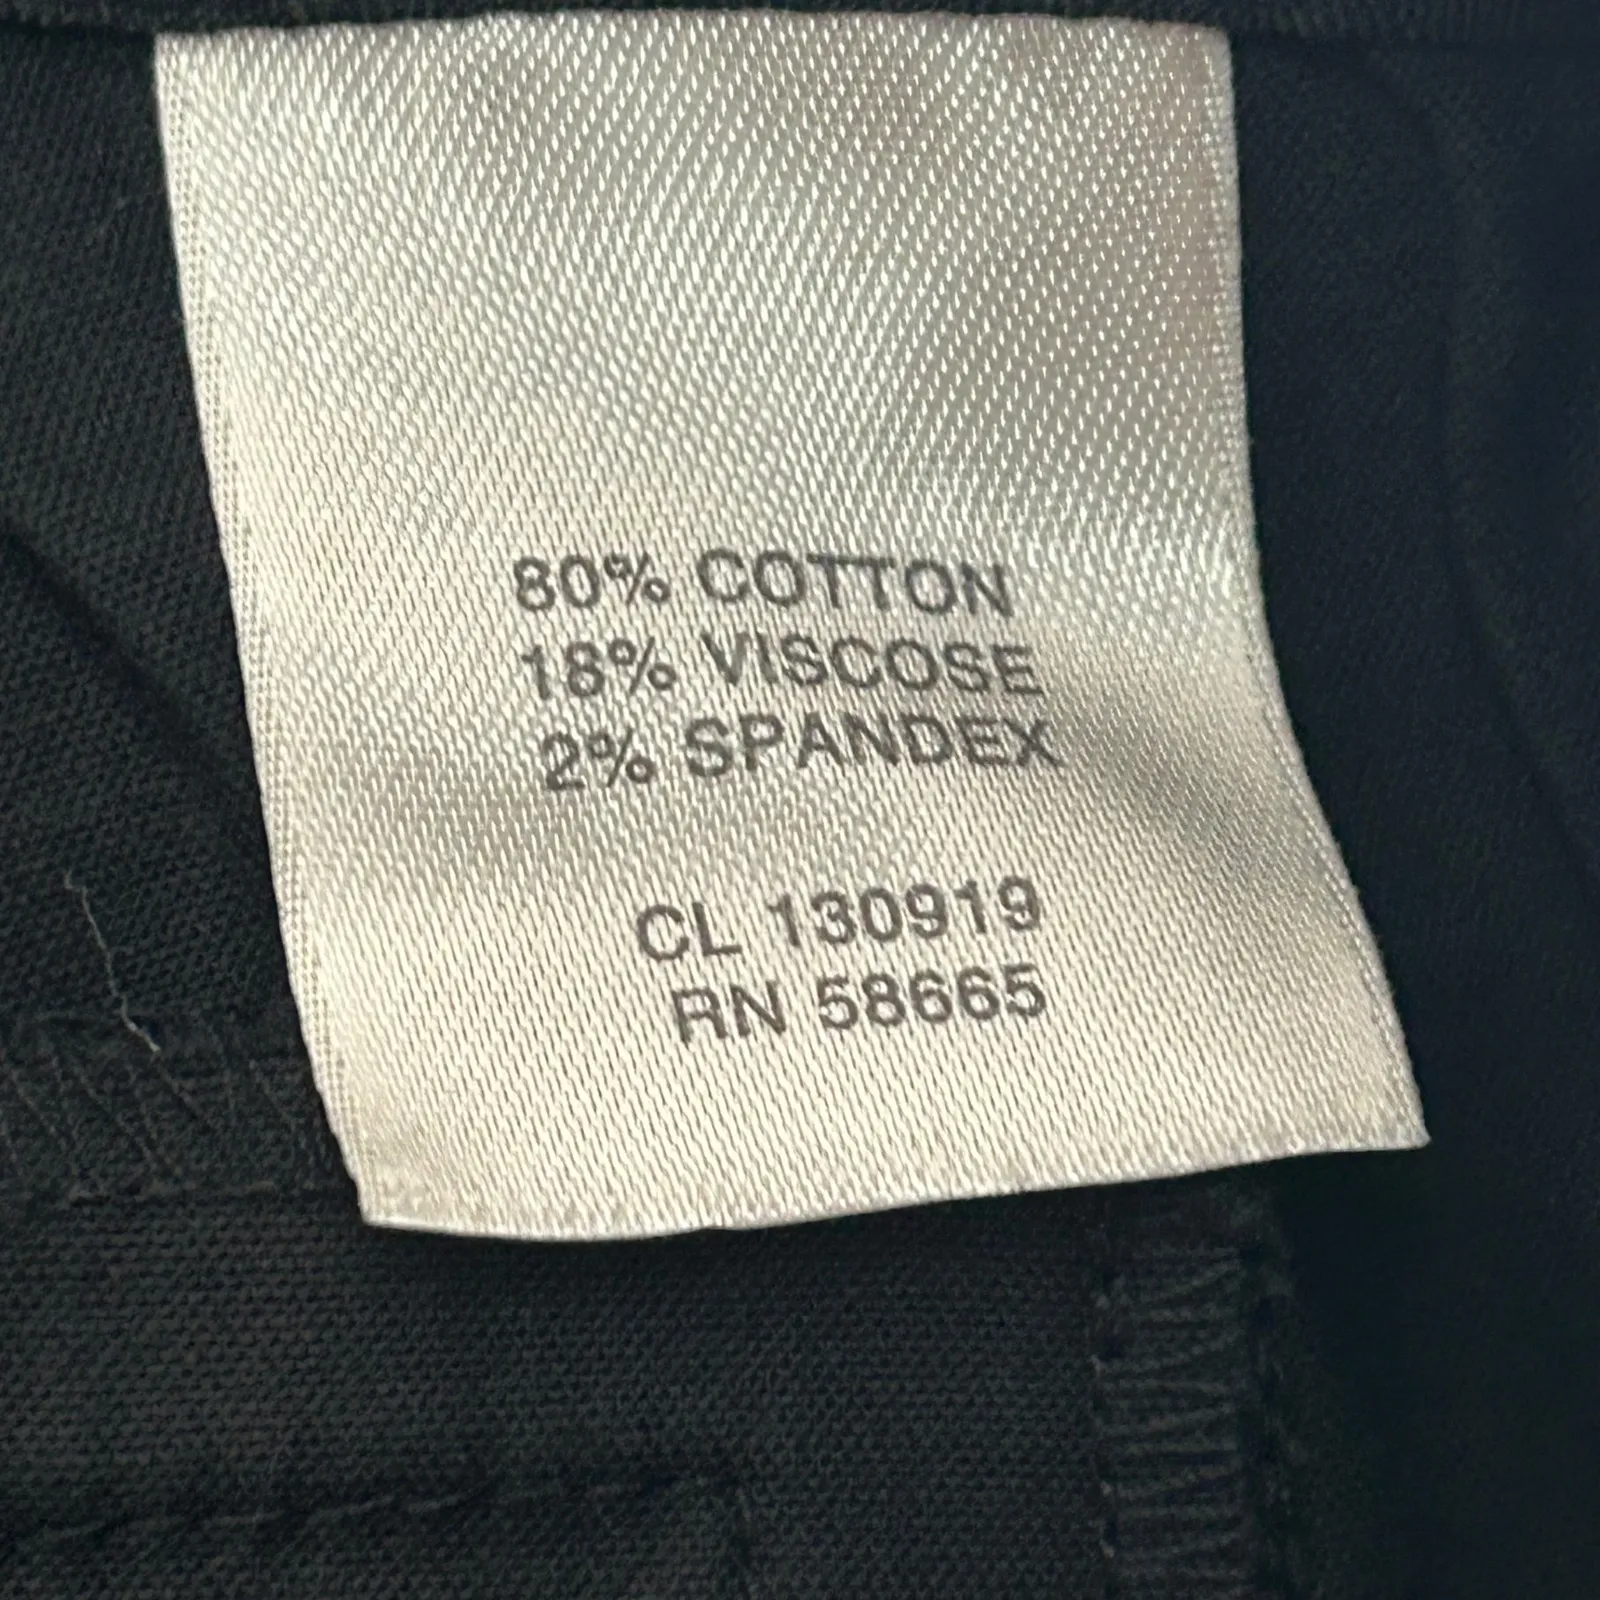 80% COTTON
18% VISCOSE
2% SPANDEX
CL 130919
RN 58665